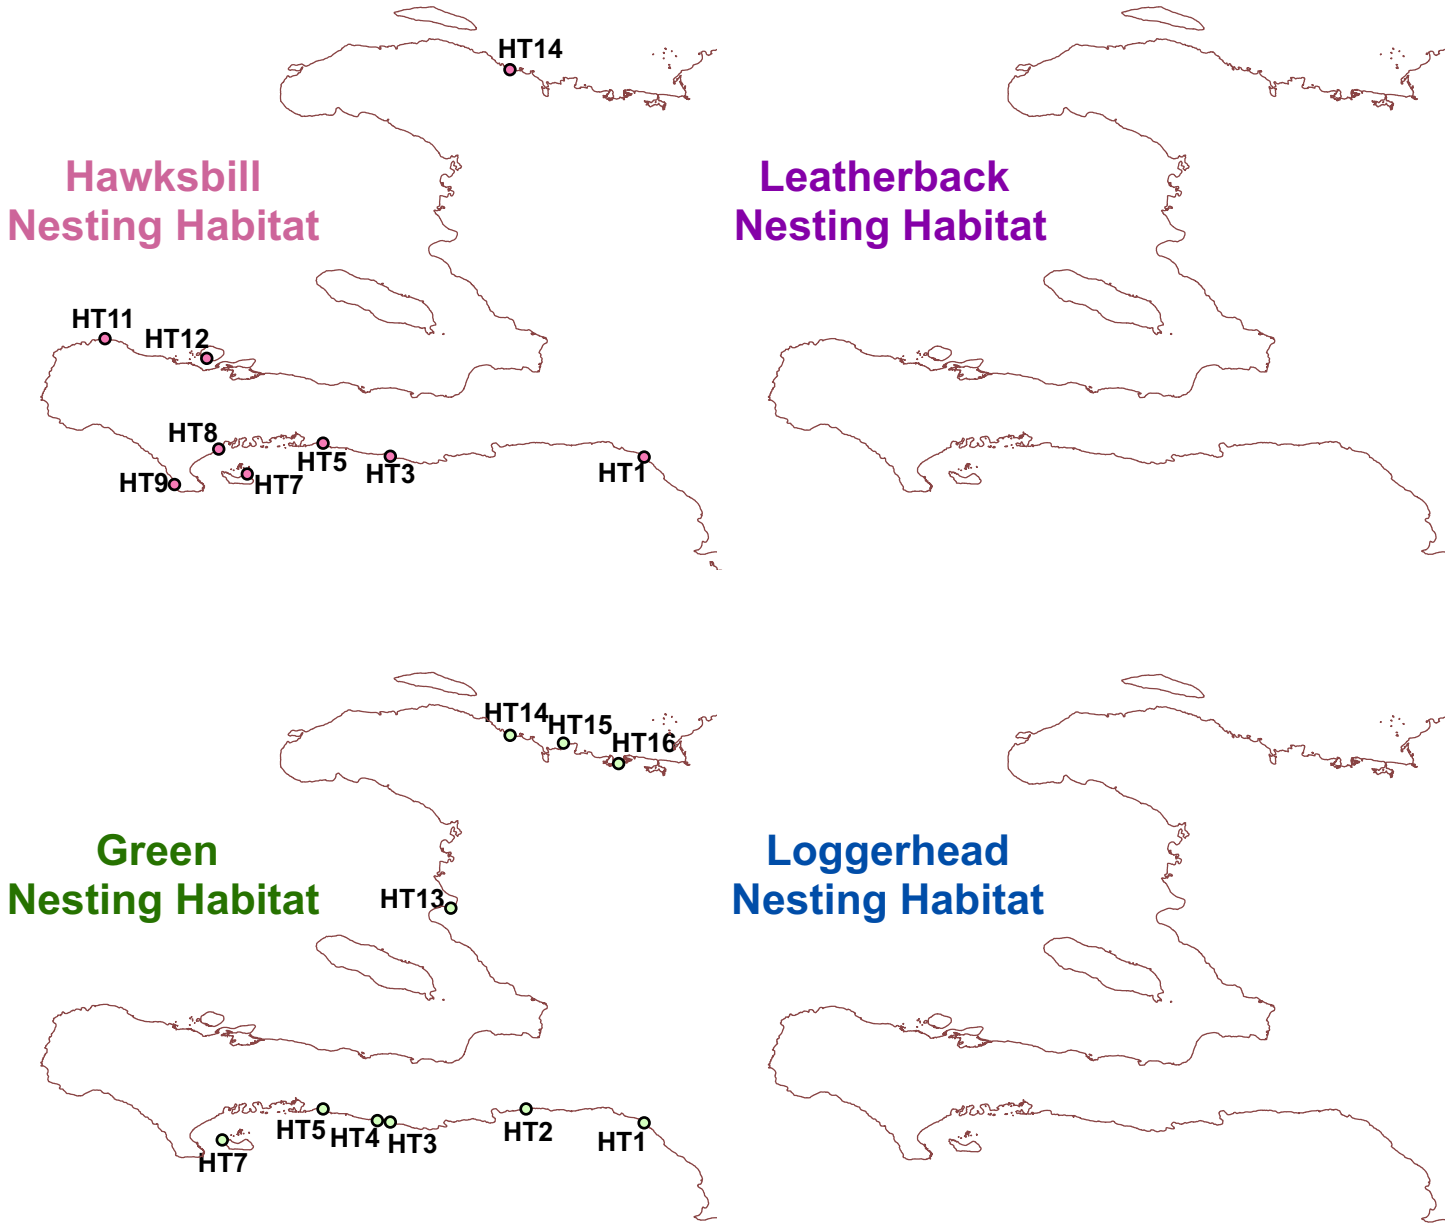 HT14
Hawksbill
Nesting Habitat
HT11
HT12
HT8
HT5
HT3
HT1
HT9
HT7
Leatherback
Nesting Habitat
HT14
HT15
HT16
Green
Nesting Habitat
HT13
HT5
HT4
HT3
HT2
HT1
HT7
Loggerhead
Nesting Habitat